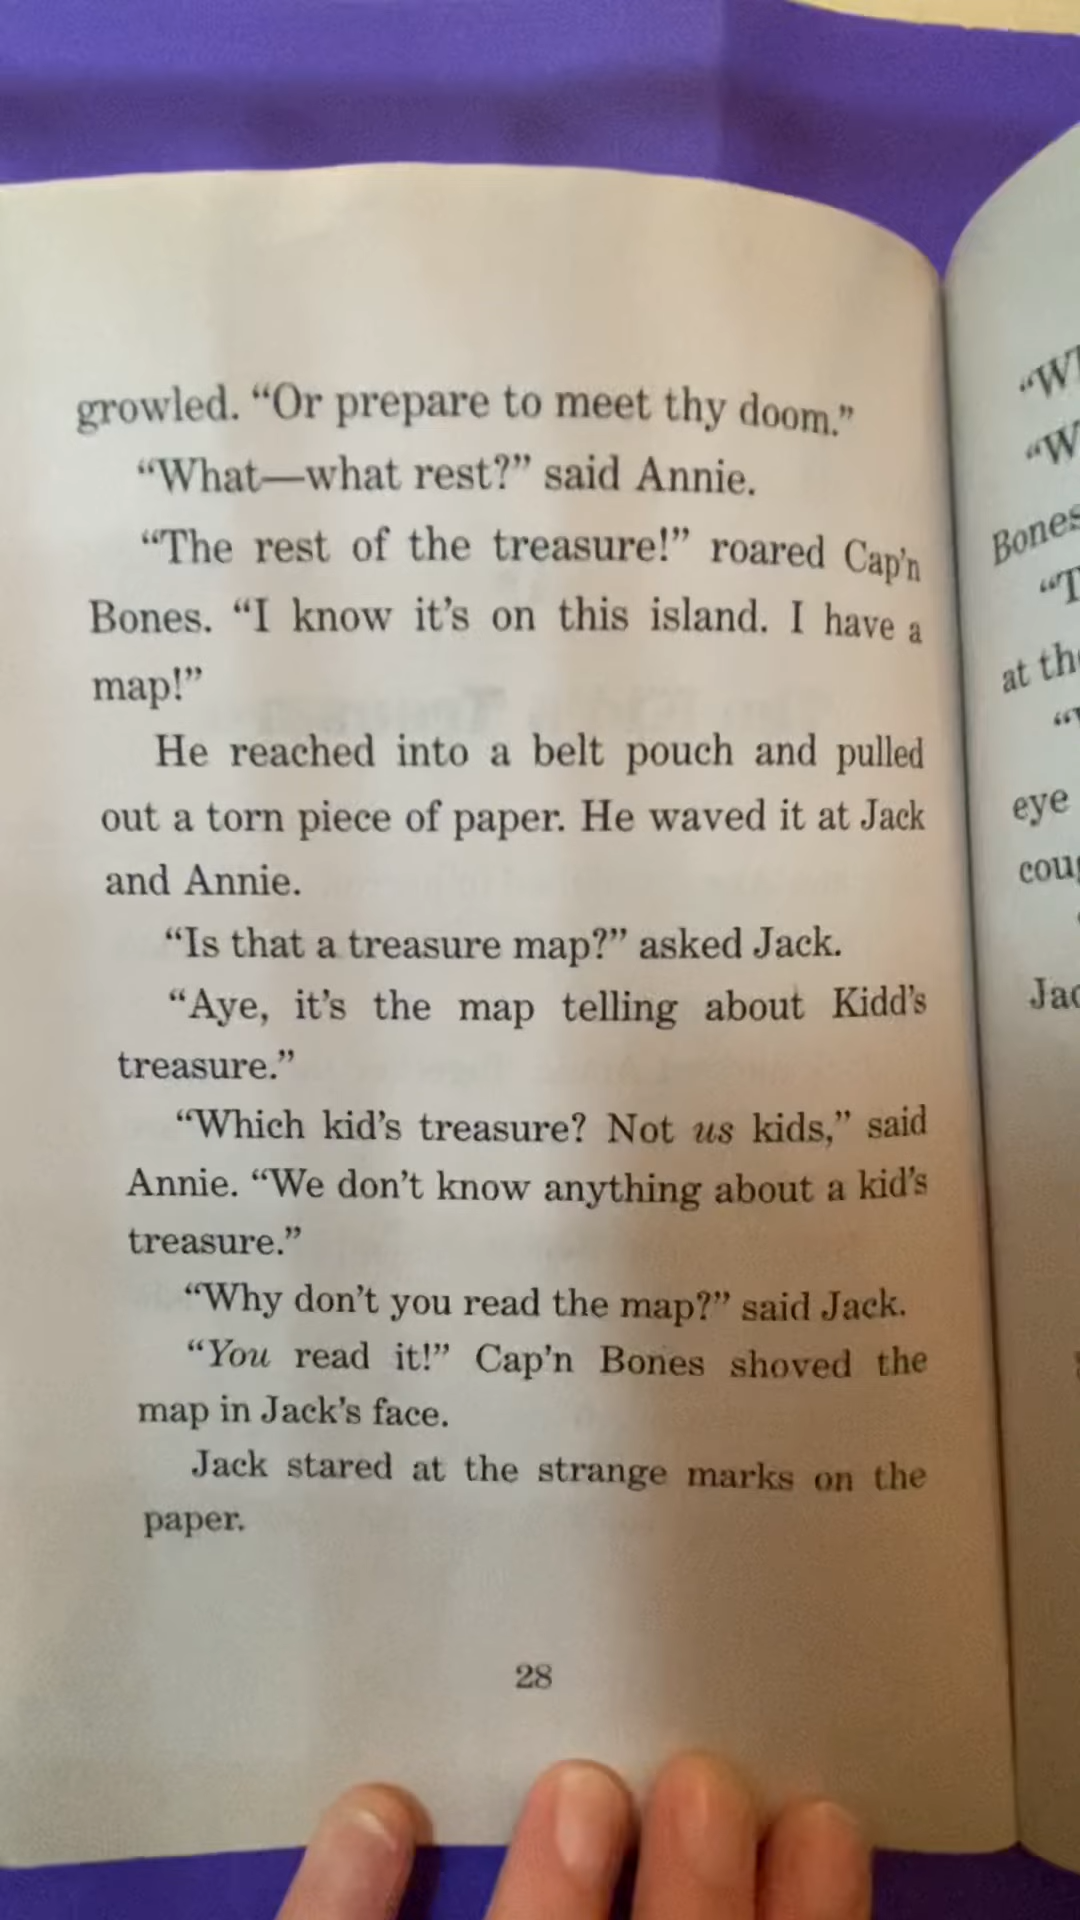 growled. “Or prepare to meet thy doom.”
“What—what rest?” said Annie.
“The rest of the treasure!” roared Cap’n
Bones. “I know it’s on this island. I have a
map!”
He reached into a belt pouch and pulled
out a torn piece of paper. He waved it at Jack
and Annie.
“Is that a treasure map?” asked Jack.
“Aye, it’s the map telling about Kidd’s
treasure.”
“Which kid’s treasure? Not us kids,” said
Annie. “We don’t know anything about a kid’s
treasure.”
“Why don’t you read the map?” said Jack.
“You read it!” Cap’n Bones shoved the
map in Jack’s face.
Jack stared at the strange marks on the
paper.
28
Bones
at
eye